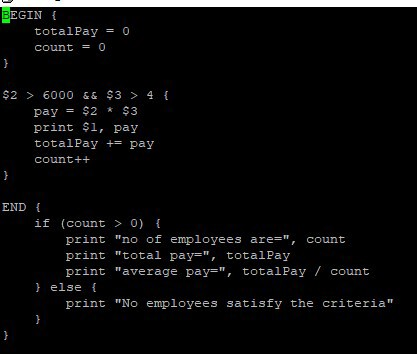 BEGIN {
    totalPay = 0
    count = 0
}

$2 > 6000 && $3 > 4 {
    pay = $2 * $3
    print $1, pay
    totalPay += pay
    count++
}

END {
    if (count > 0) {
        print "no of employees are=", count
        print "total pay=", totalPay
        print "average pay=", totalPay / count
    } else {
        print "No employees satisfy the criteria"
    }
}